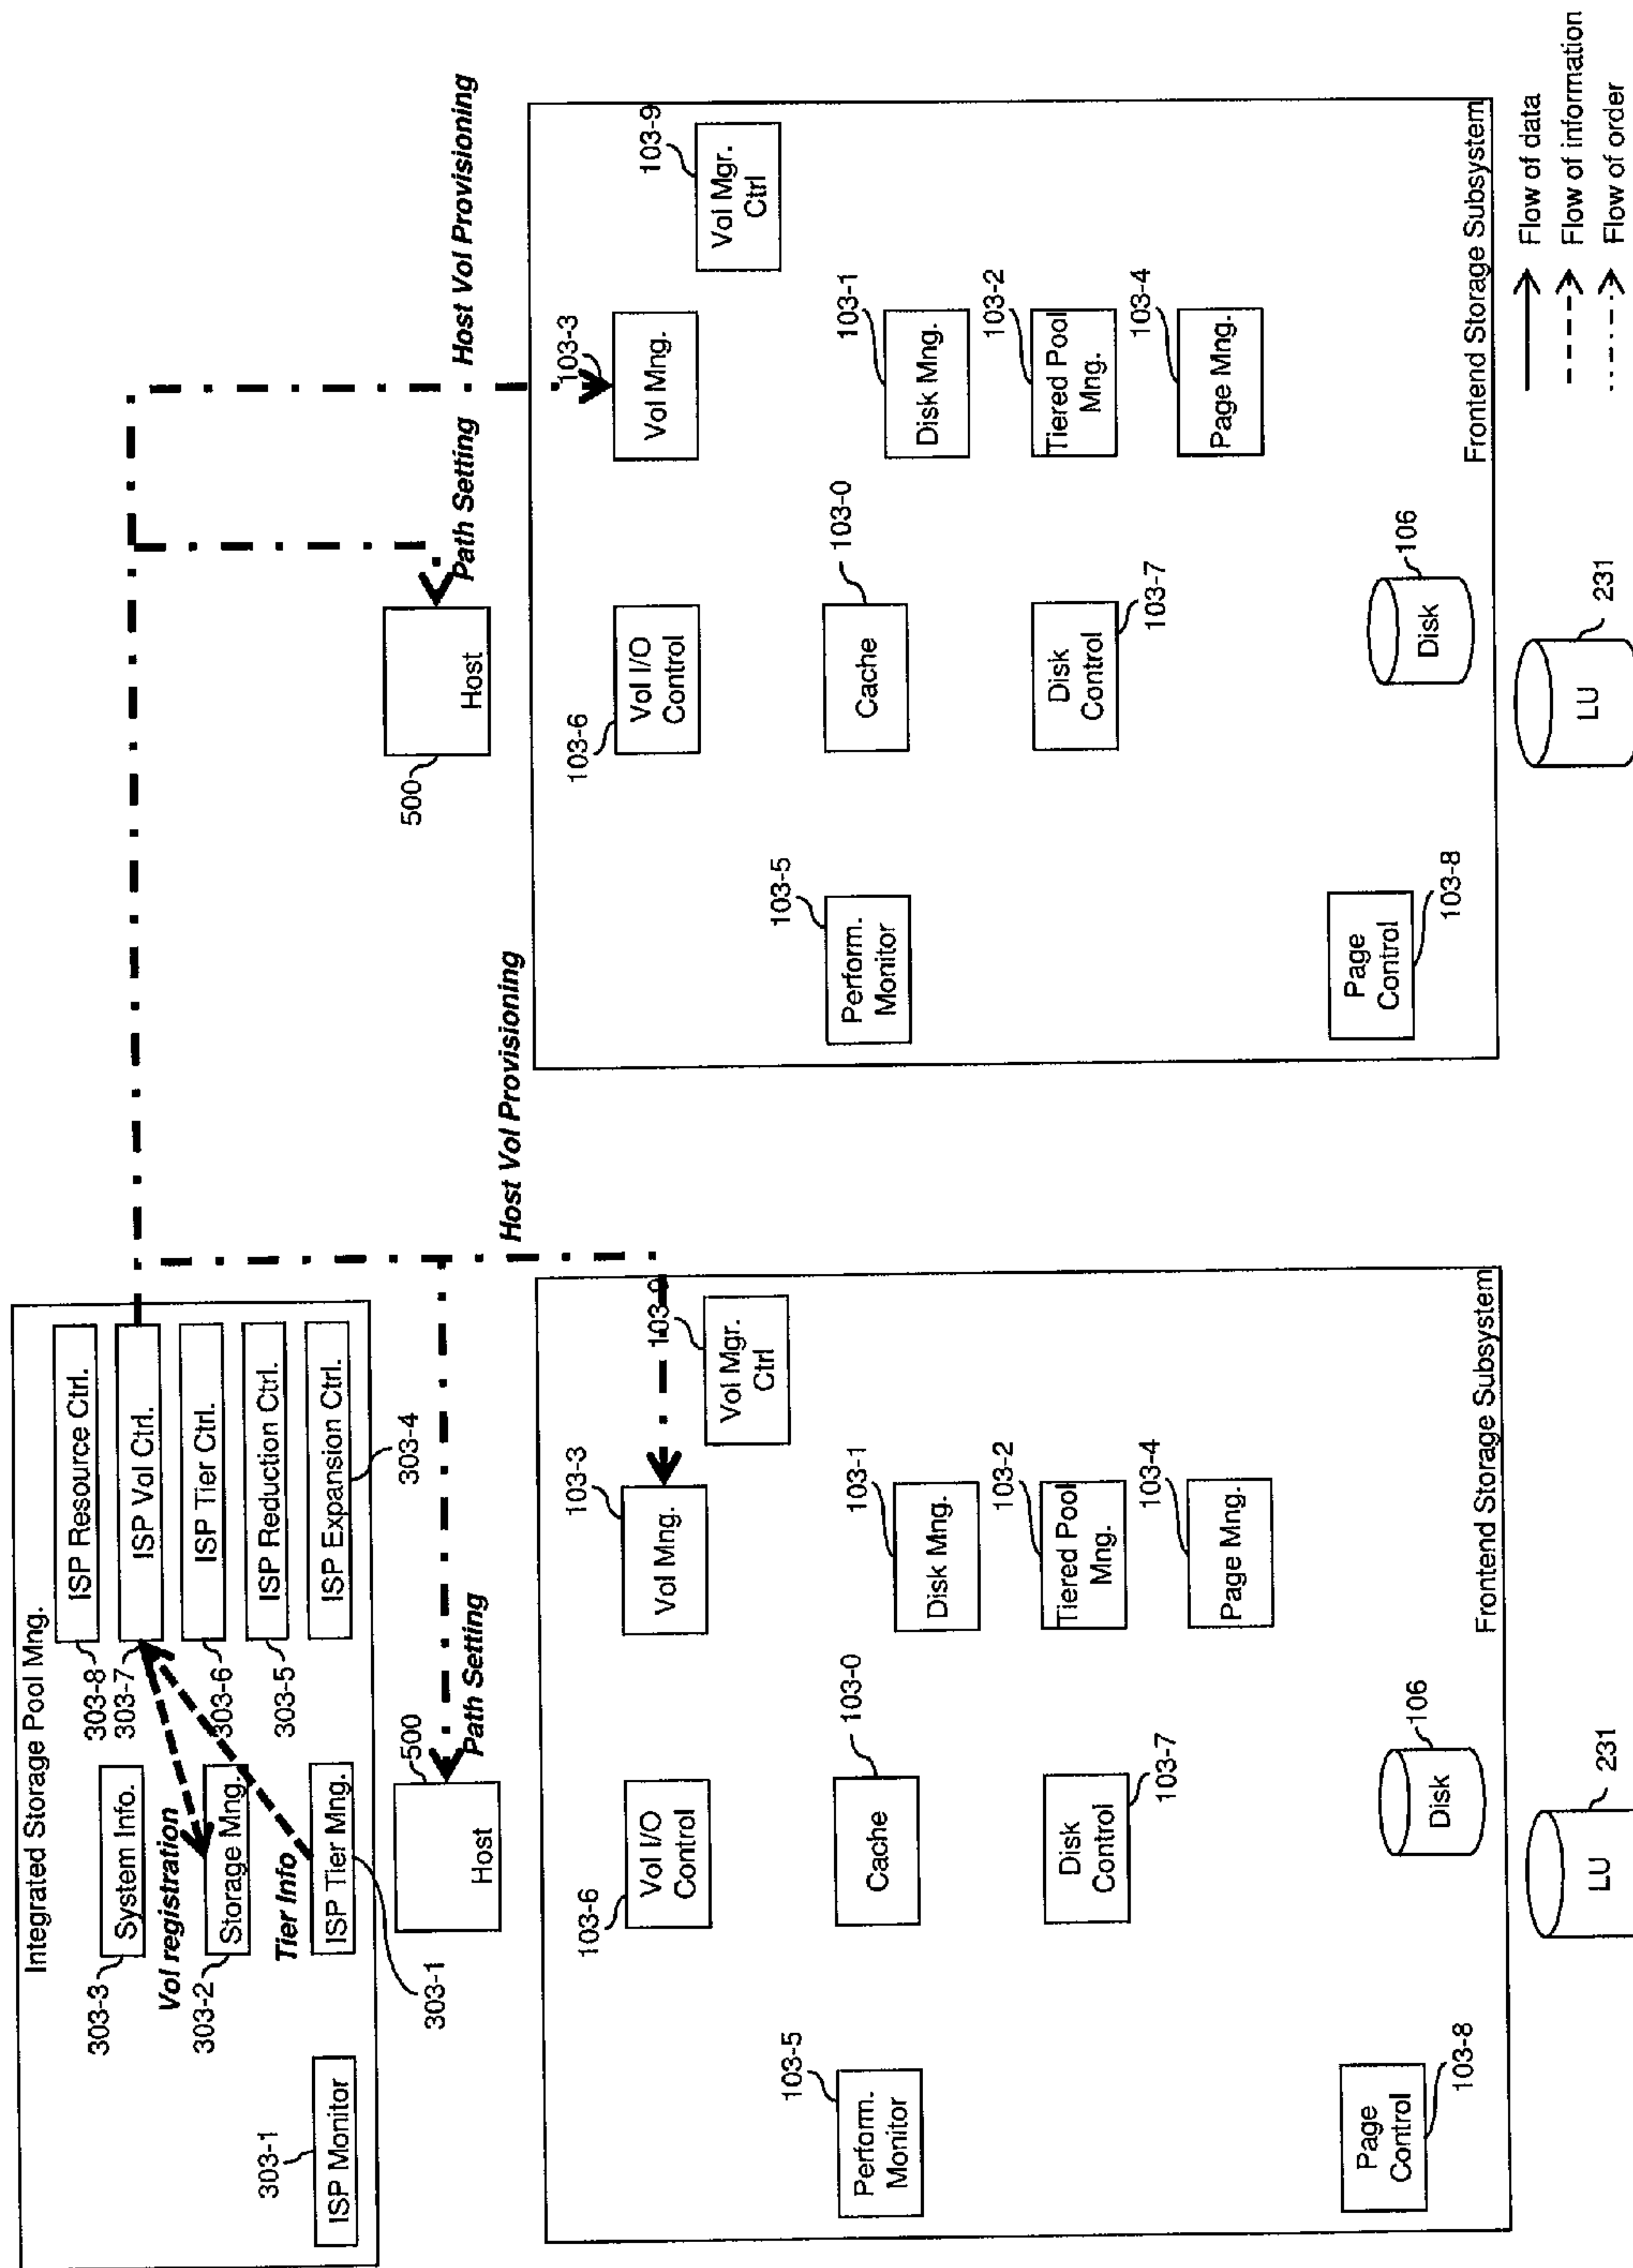 Integrated Storage Pool Mng.
ISP Monitor
303-1
303-3
System Info.
Vol registration
303-2
Storage Mng.
Tier Info
ISP Tier Mng.
303-1
303-8
ISP Resource Ctrl.
303-7
ISP Vol Ctrl.
303-6
ISP Tier Ctrl.
303-5
ISP Reduction Ctrl.
ISP Expansion Ctrl.
303-4
500
Host
Path Setting
Host Vol Provisioning
103-6
Vol I/O
Control
103-3
Vol Mng.
103-9
Vol Mgr.
Ctrl
103-5
Perform.
Monitor
103-0
Cache
103-1
Disk Mng.
103-7
Disk
Control
103-2
Tiered Pool
Mng.
103-4
Page Mng.
Page
Control
103-8
106
Disk
Frontend Storage Subsystem
231
LU
500
Host
Path Setting
Host Vol Provisioning
103-6
Vol I/O
Control
103-3
Vol Mng.
103-9
Vol Mgr.
Ctrl
103-5
Perform.
Monitor
103-0
Cache
103-1
Disk Mng.
103-7
Disk
Control
103-2
Tiered Pool
Mng.
103-4
Page Mng.
Page
Control
103-8
106
Disk
Frontend Storage Subsystem
231
LU
Flow of data
Flow of information
Flow of order